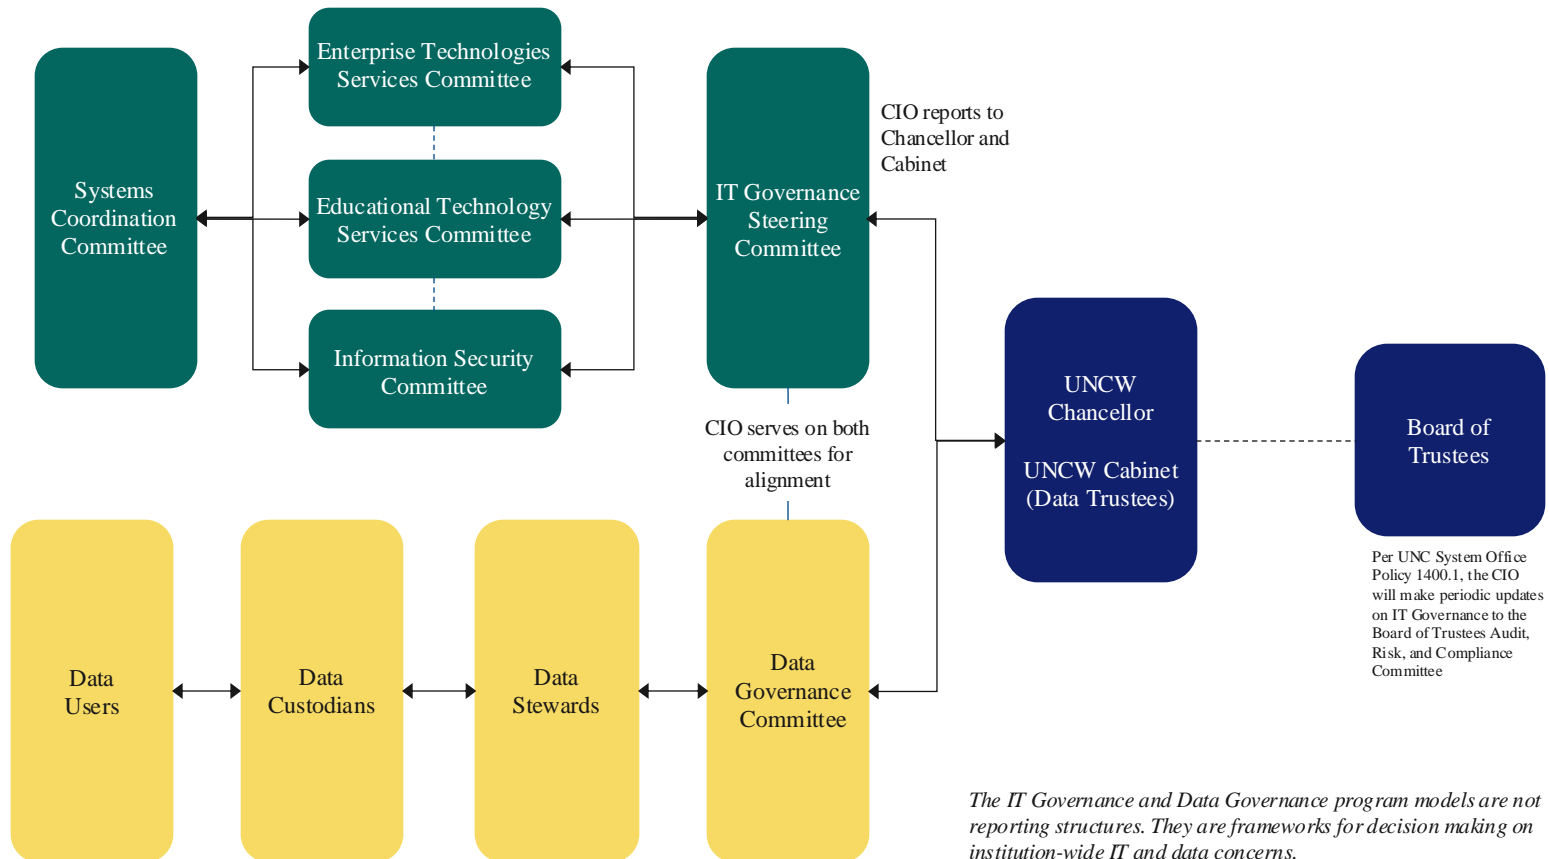 Enterprise Technologies
Services Committee
Systems
Coordination
Committee
Educational Technology
Services Committee
Information Security
Committee
IT Governance
Steering
Committee
CIO reports to
Chancellor and
Cabinet
CIO serves on both
committees for
alignment
UNCW
Chancellor
UNCW Cabinet
(Data Trustees)
Board of
Trustees
Per UNC System Office
Policy 1400.1, the CIO
will make periodic updates
on IT Governance to the
Board of Trustees Audit,
Risk, and Compliance
Committee
Data
Users
Data
Custodians
Data
Stewards
Data
Governance
Committee
The IT Governance and Data Governance program models are not
reporting structures. They are frameworks for decision making on
institution-wide IT and data concerns.